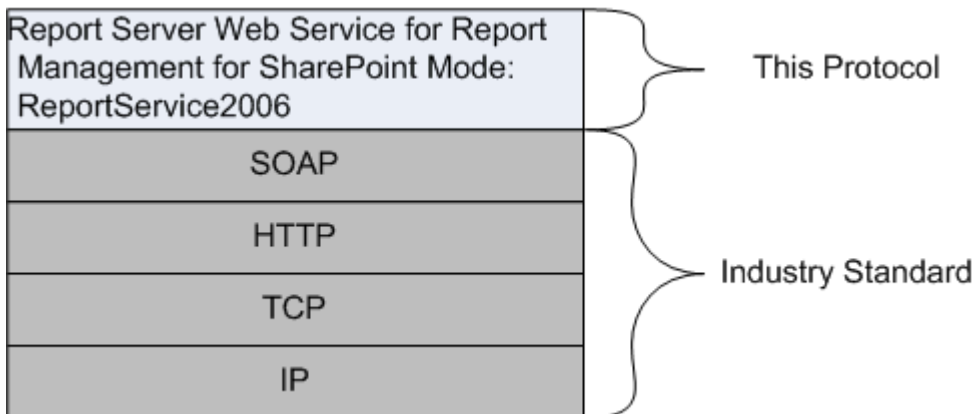 Report Server Web Service for Report
Management for SharePoint Mode:
ReportService2006
This Protocol
SOAP
HTTP
TCP
IP
Industry Standard